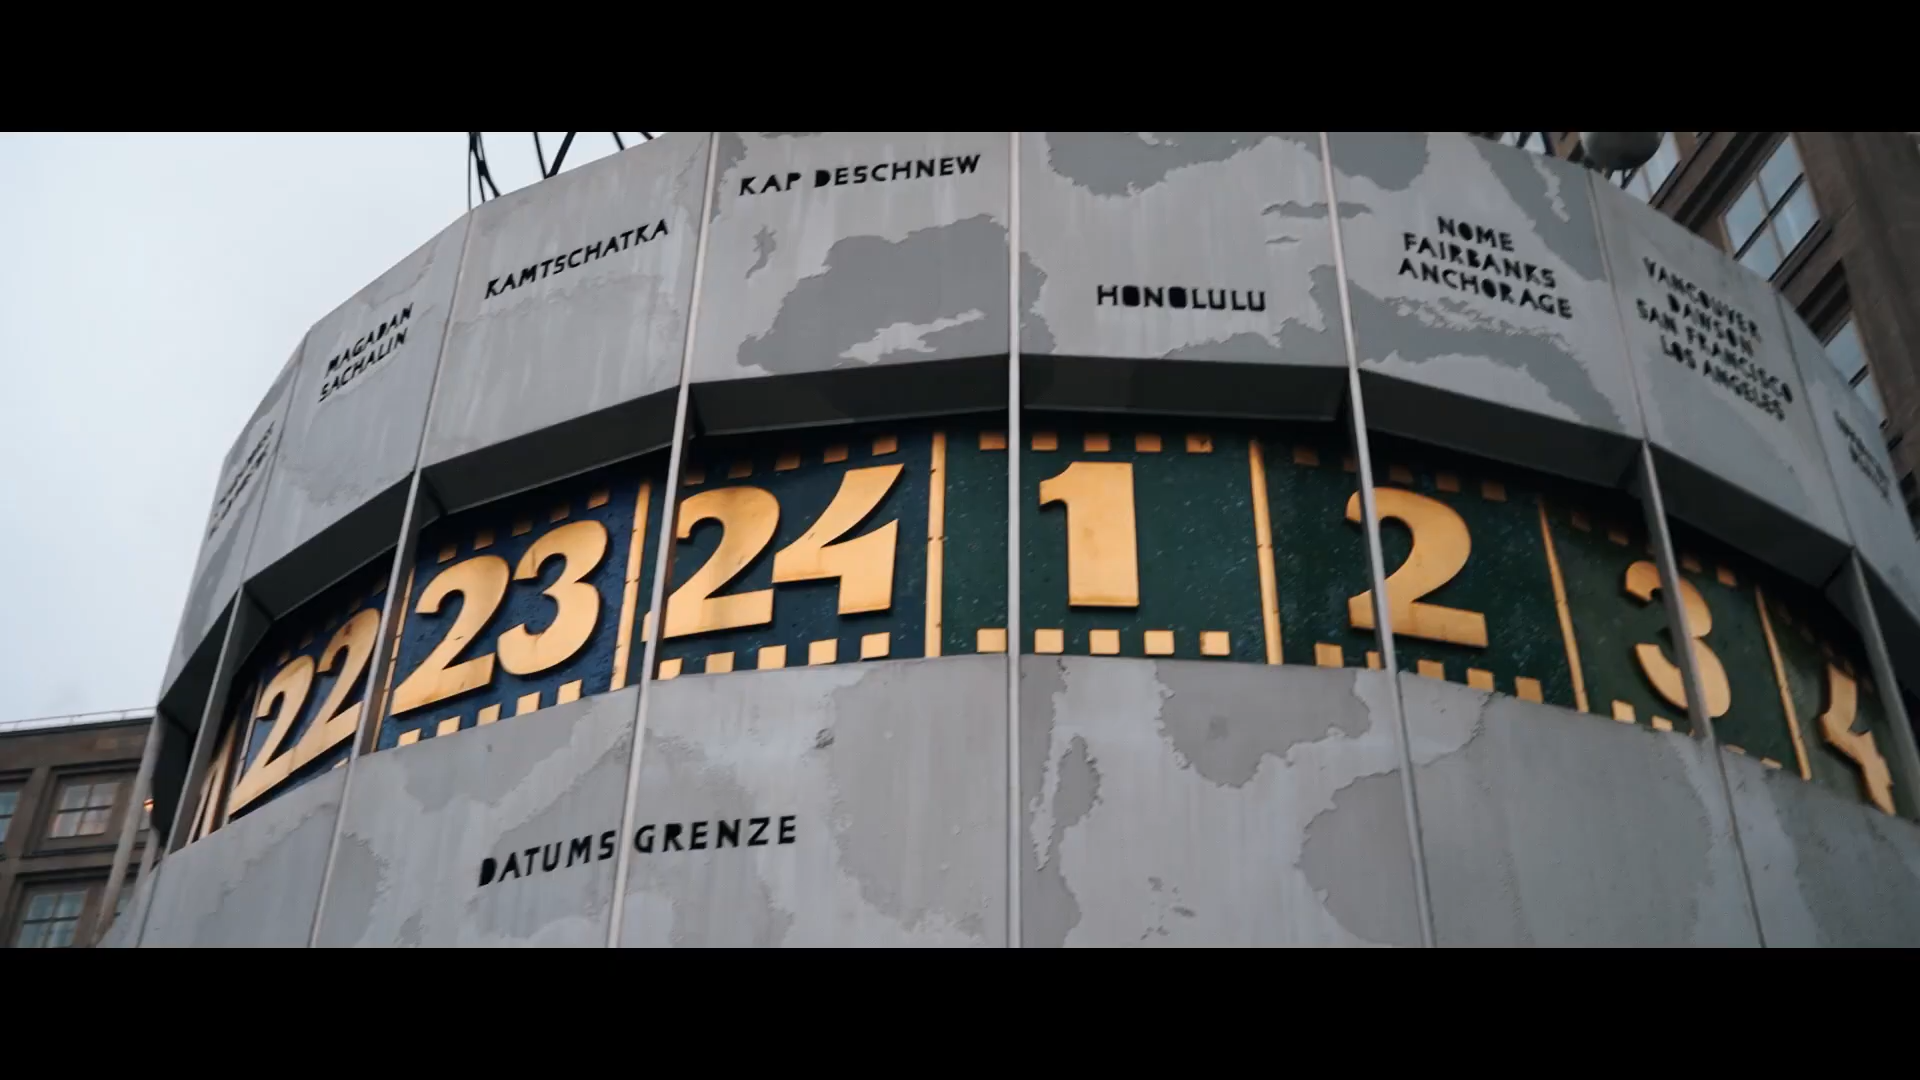 KAP DESCHNEW
KAMTSCHATKA
MAGADAN
SACHALIN
HONOLULU
NOME
FAIRBANKS
ANCHORAGE
VANCOUVER
DAWSON
SAN FRANCISCO
LOS ANGELES
22 23 24 1 2 3 4
DATUMS GRENZE